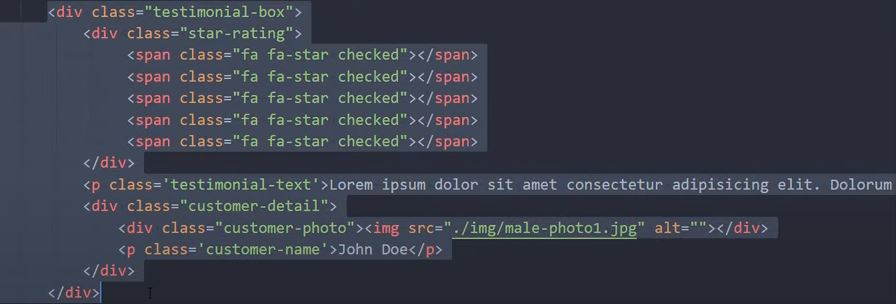 <div class="testimonial-box">
<div class="star-rating">
<span class="fa fa-star checked"></span>
<span class="fa fa-star checked"></span>
<span class="fa fa-star checked"></span>
<span class="fa fa-star checked"></span>
<span class="fa fa-star checked"></span>
</div>
<p class='testimonial-text'>Lorem ipsum dolor sit amet consectetur adipisicing elit. Dolorum
<div class="customer-detail">
<div class="customer-photo"><img src="./img/male-photo1.jpg" alt=""></div>
<p class='customer-name'>John Doe</p>
</div>
</div>